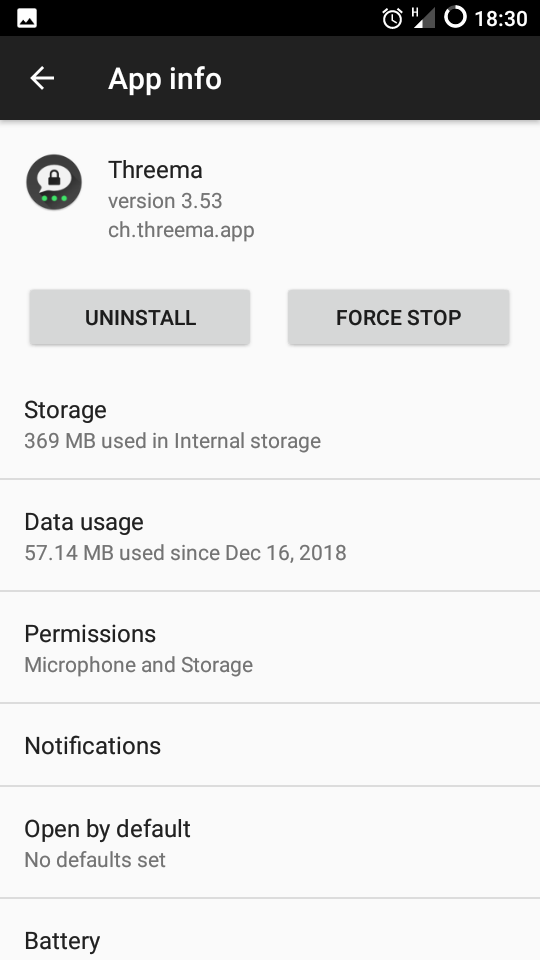 H 18:30
App info
Threema
version 3.53
ch.threema.app
UNINSTALL FORCE STOP
Storage
369 MB used in Internal storage
Data usage
57.14 MB used since Dec 16, 2018
Permissions
Microphone and Storage
Notifications
Open by default
No defaults set
Battery